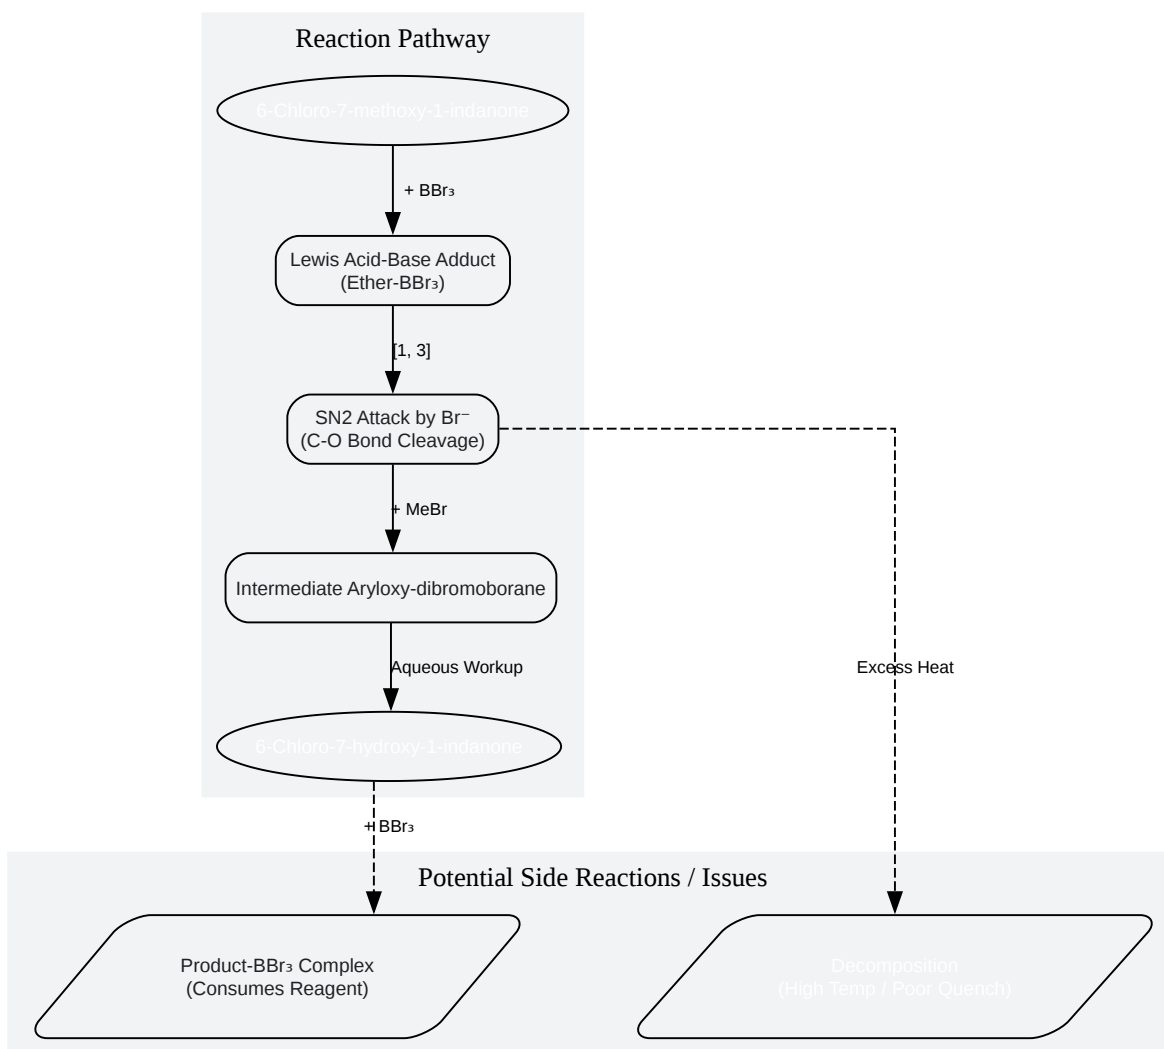 Reaction Pathway
6-Chloro-7-methoxy-1-indanone
+ BBr₃
Lewis Acid-Base Adduct
(Ether-BBr₃)
[1, 3]
SN2 Attack by Br⁻
(C-O Bond Cleavage)
+ MeBr
Intermediate Aryloxy-dibromoborane
Aqueous Workup
Excess Heat
6-Chloro-7-hydroxy-1-indanone
+ BBr₃
Potential Side Reactions / Issues
Product-BBr₃ Complex
(Consumes Reagent)
Decomposition
(High Temp / Poor Quench)